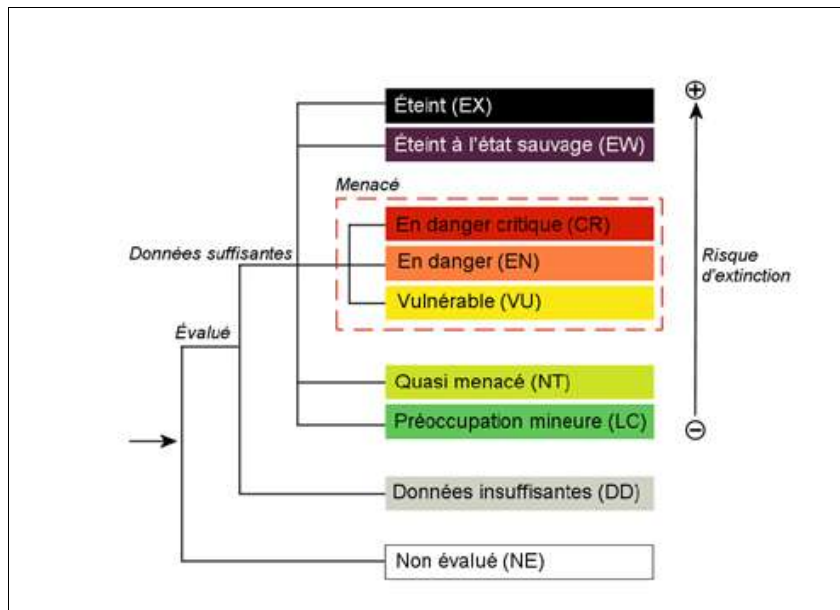 Éteint (EX)
Éteint à l'état sauvage (EW)
Menacé
En danger critique (CR)
Données suffisantes
En danger (EN)
Risque
d'extinction
Vulnérable (VU)
Évalué
Quasi menacé (NT)
Préoccupation mineure (LC)
Données insuffisantes (DD)
Non évalué (NE)